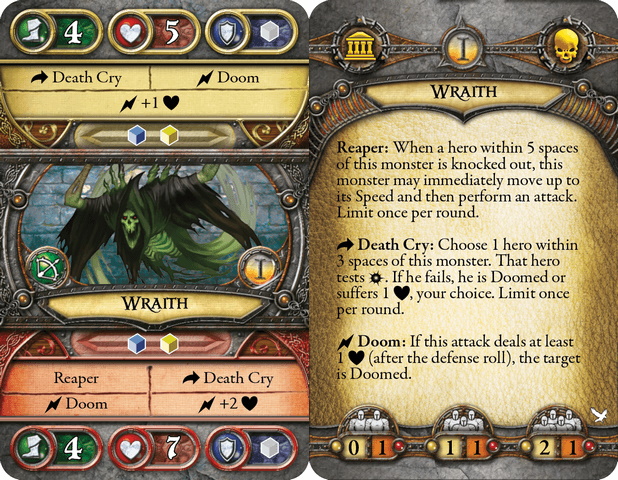 4 5
Death Cry Doom
+1
I
WRAITH
Reaper Death Cry
Doom +2
4 7
I
WRAITH
Reaper: When a hero within 5 spaces
of this monster is knocked out, this
monster may immediately move up to
its Speed and then perform an attack.
Limit once per round.
Death Cry: Choose 1 hero within
3 spaces of this monster. That hero
tests . If he fails, he is Doomed or
suffers 1 , your choice. Limit once
per round.
Doom: If this attack deals at least
1 (after the defense roll), the target
is Doomed.
0 1 1 1 2 1